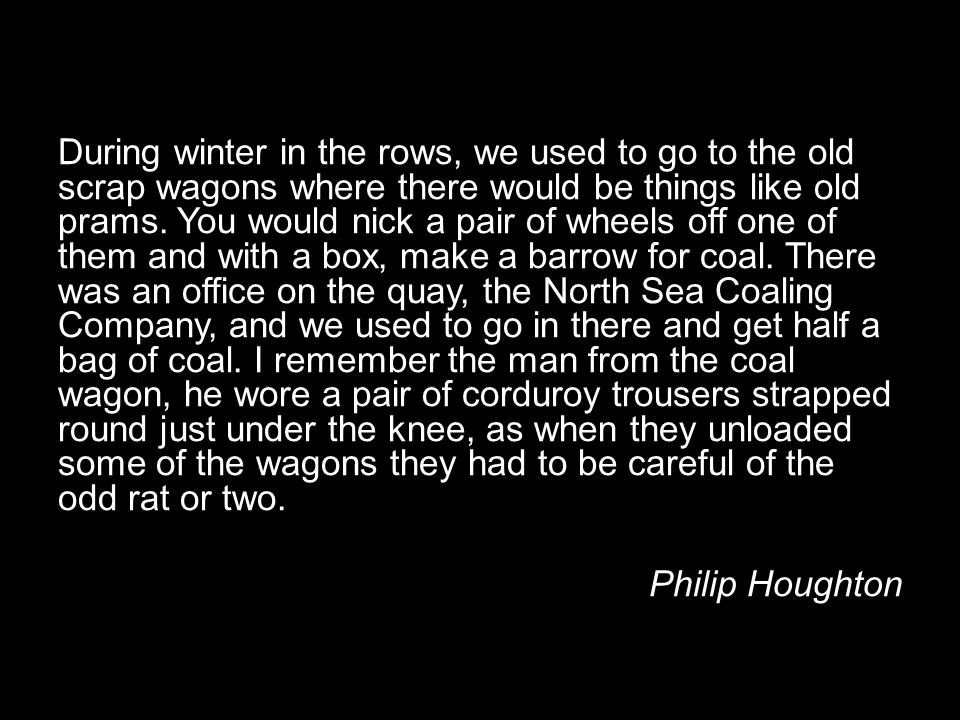 During winter in the rows, we used to go to the old
scrap wagons where there would be things like old
prams. You would nick a pair of wheels off one of
them and with a box, make a barrow for coal. There
was an office on the quay, the North Sea Coaling
Company, and we used to go in there and get half a
bag of coal. I remember the man from the coal
wagon, he wore a pair of corduroy trousers strapped
round just under the knee, as when they unloaded
some of the wagons they had to be careful of the
odd rat or two.
Philip Houghton